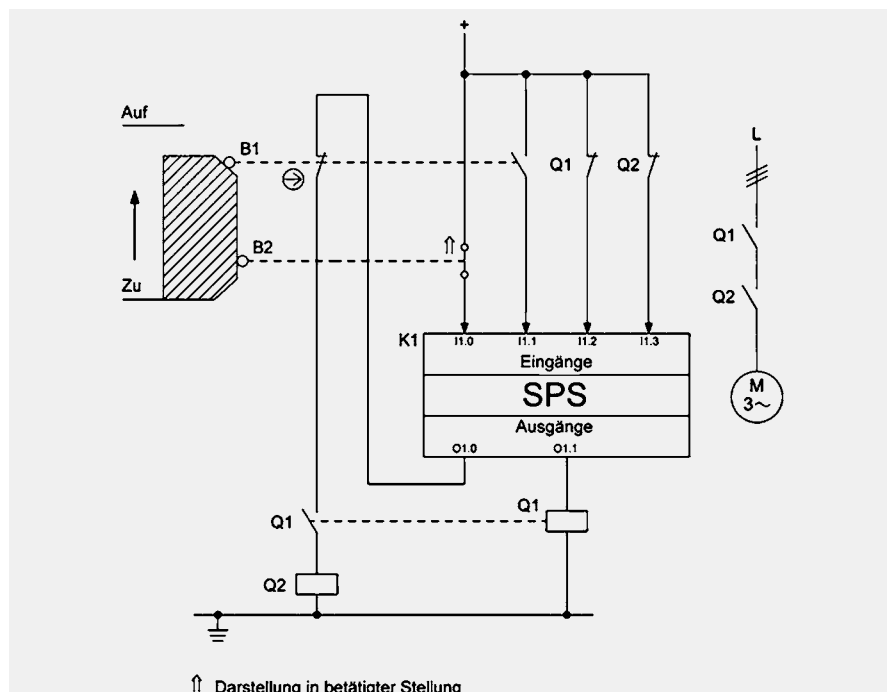 +
Auf
B1
Q1
Q2
L
Q1
B2
Zu
Q2
K1
I1.0 I1.1 I1.2 I1.3
Eingänge
SPS
Ausgänge
O1.0 O1.1
M
3~
Q1
Q1
Q2
⇑ Darstellung in betätigter Stellung